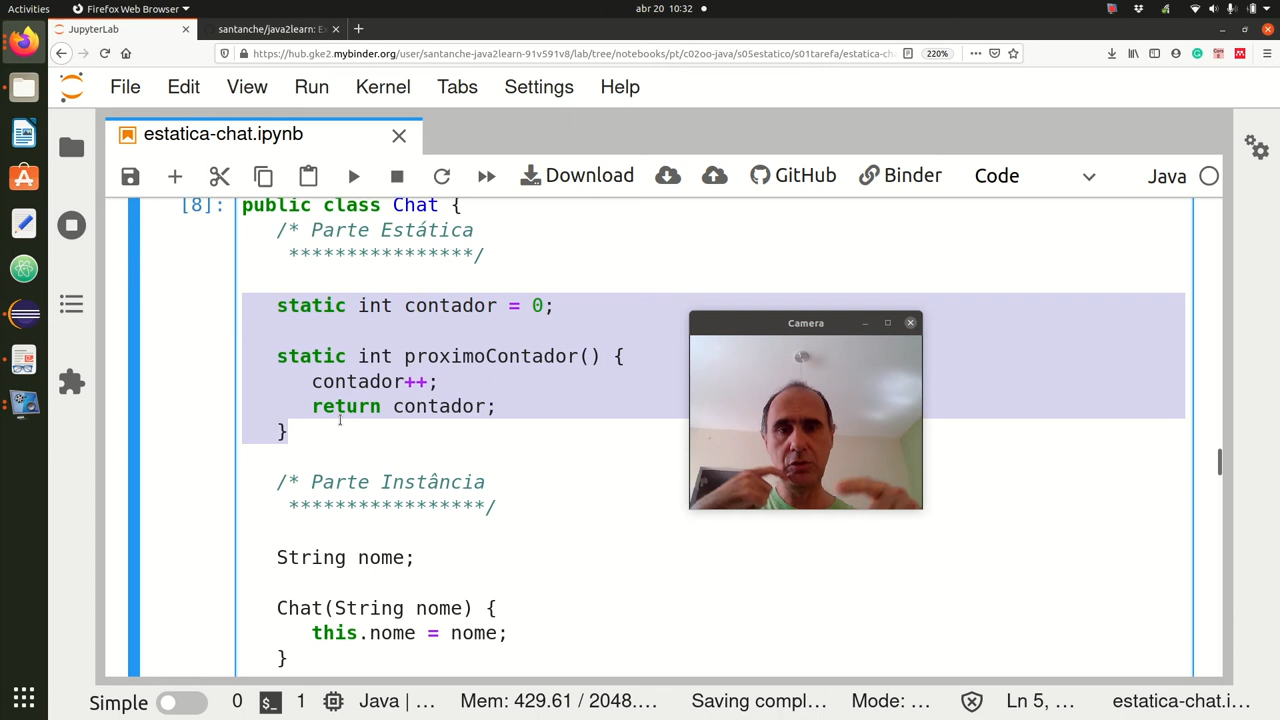 Activities Firefox Web Browser abr 20 10:32
JupyterLab santanche/java2learn: Ex
https://hub.gke2.mybinder.org/user/santanche-java2learn-91v591v8/lab/tree/notebooks/pt/c02oo-java/s05estatico/s01tarefa/estatica-ch 220%
File Edit View Run Kernel Tabs Settings Help
estatica-chat.ipynb
Download GitHub Binder Code Java
[8]: public class Chat {
/* Parte Estática
****************/
static int contador = 0;
Camera
static int proximoContador() {
contador++;
return contador;
}
/* Parte Instância
*****************/
String nome;
Chat(String nome) {
this.nome = nome;
}
Simple 0 1 Java | ... Mem: 429.61 / 2048.... Saving compl... Mode: ... Ln 5, ... estatica-chat.i...